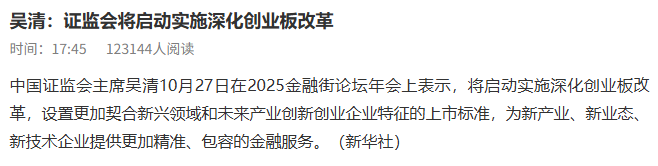 吴清：证监会将启动实施深化创业板改革
时间：17:45 123144人阅读
中国证监会主席吴清10月27日在2025金融街论坛年会上表示，将启动实施深化创业板改
革，设置更加契合新兴领域和未来产业创新创业企业特征的上市标准，为新产业、新业态、
新技术企业提供更加精准、包容的金融服务。（新华社）